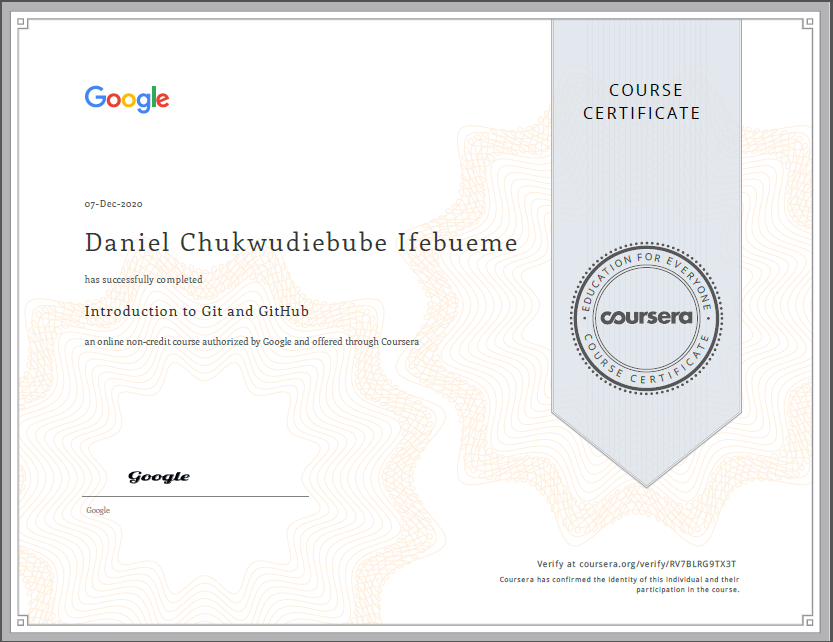 Google
COURSE
CERTIFICATE
07-Dec-2020
Daniel Chukwudiebube Ifebueme
has successfully completed
Introduction to Git and GitHub
an online non-credit course authorized by Google and offered through Coursera
EDUCATION FOR EVERYONE
coursera
COURSE CERTIFICATE
Google
Google
Verify at coursera.org/verify/RV7BLRG9TX3T
Coursera has confirmed the identity of this individual and their
participation in the course.